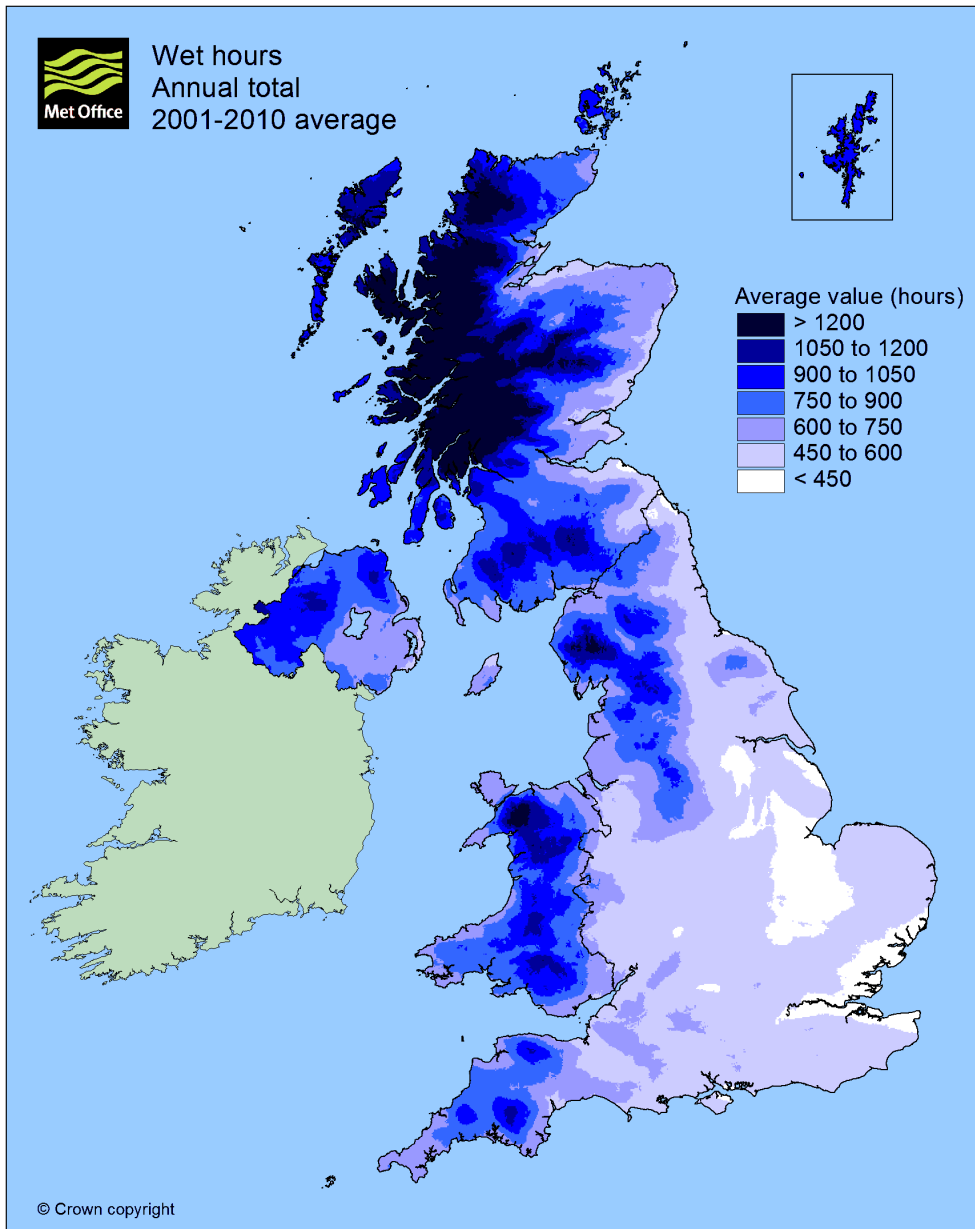 Met Office
Wet hours
Annual total
2001-2010 average
Average value (hours)
> 1200
1050 to 1200
900 to 1050
750 to 900
600 to 750
450 to 600
< 450
© Crown copyright